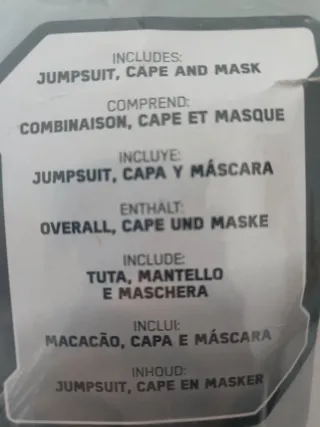 INCLUDES:
JUMPSUIT, CAPE AND MASK
COMPREND:
COMBINAISON, CAPE ET MASQUE
INCLUYE:
JUMPSUIT, CAPA Y MÁSCARA
ENTHÄLT:
OVERALL, CAPE UND MASKE
INCLUDE:
TUTA, MANTELLO
E MASCHERA
INCLUI:
MACACÃO, CAPA E MÁSCARA
INHOUD:
JUMPSUIT, CAPE EN MASKER